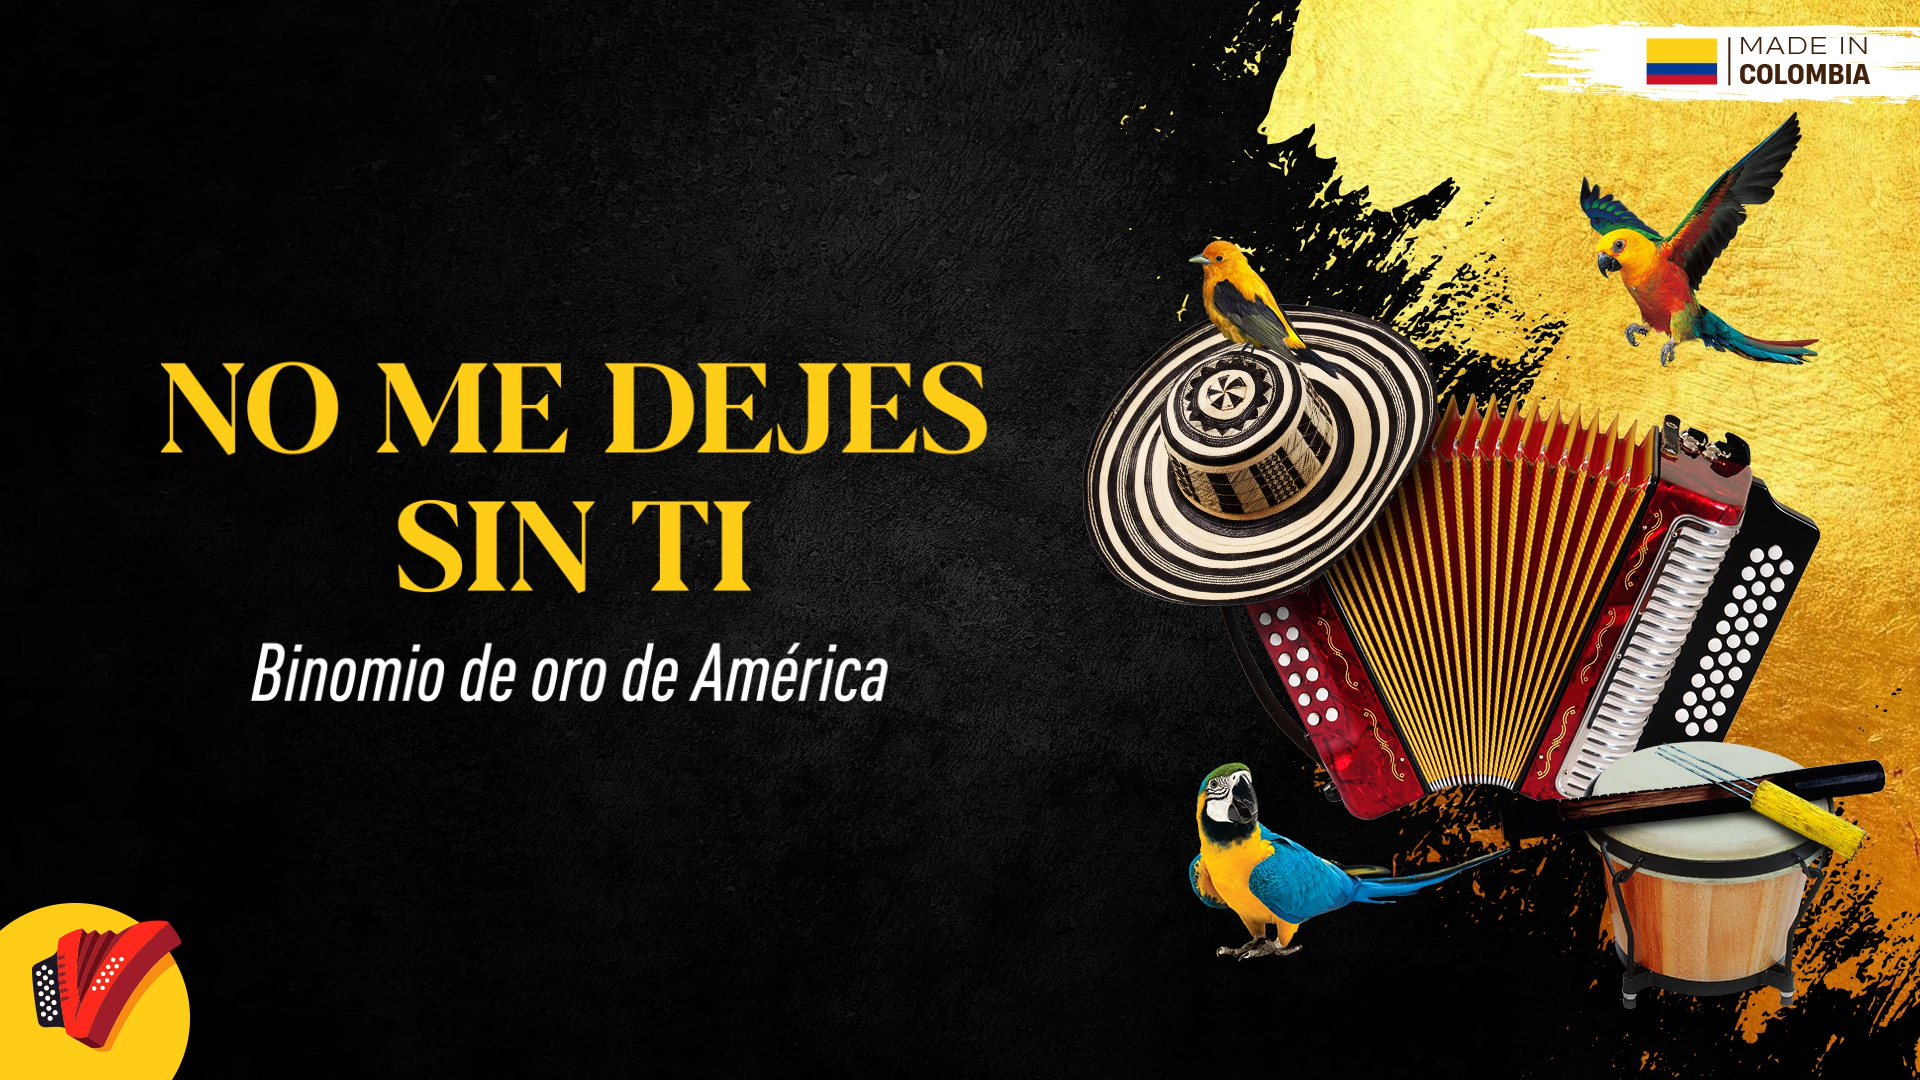 MADE IN
COLOMBIA
NO ME DEJES
SIN TI
Binomio de oro de América